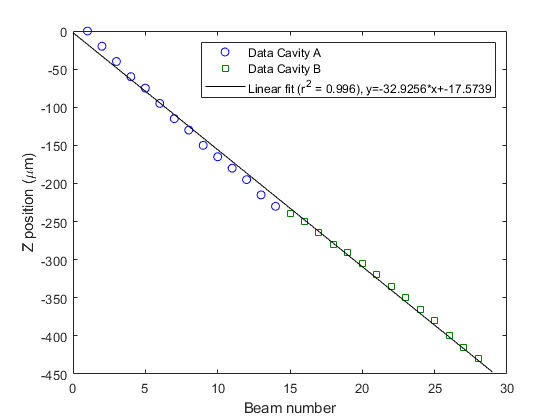 0
-50
-100
-150
-200
-250
-300
-350
-400
-450
0 5 10 15 20 25 30
Z position (μm)
Beam number
Data Cavity A
Data Cavity B
Linear fit (r² = 0.996), y=-32.9256*x+-17.5739